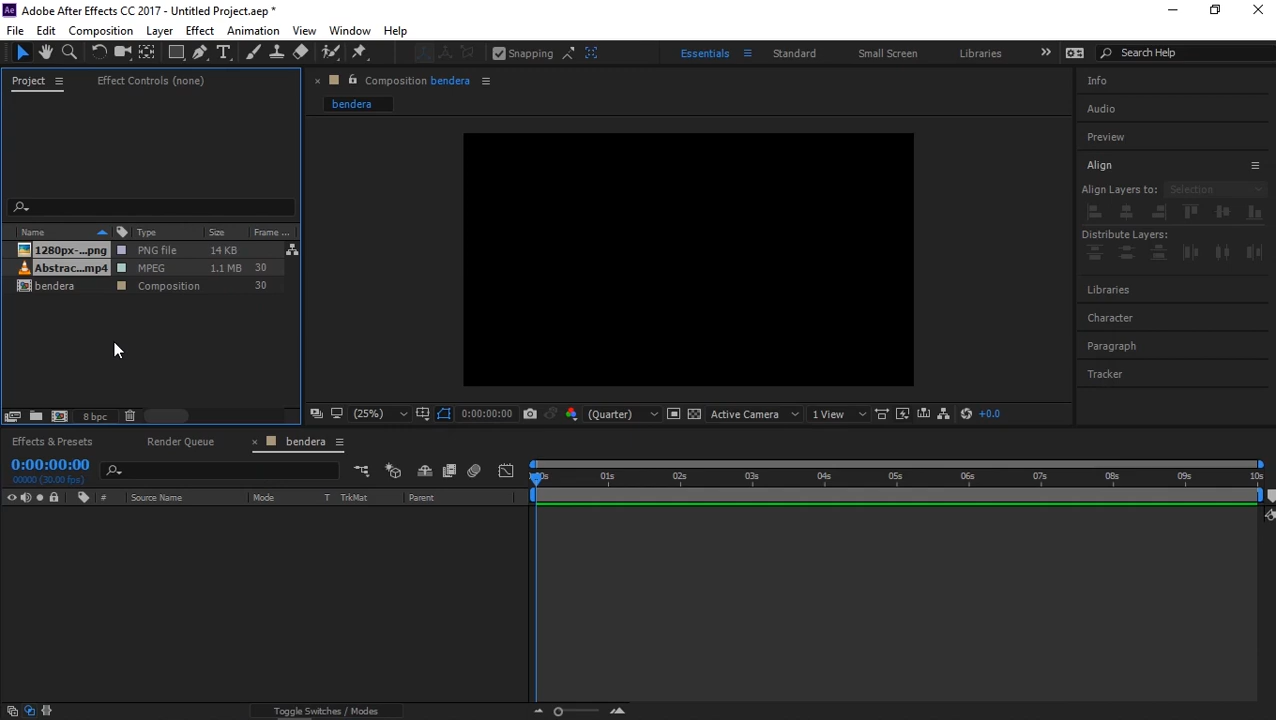 Ae Adobe After Effects CC 2017 - Untitled Project.aep *
File Edit Composition Layer Effect Animation View Window Help
T Snapping Essentials Standard Small Screen Libraries Search Help
Project Effect Controls (none)
Composition bendera
bendera
Info
Audio
Preview
Align
Align Layers to: Selection
Distribute Layers:
Libraries
Character
Paragraph
Tracker
Name Type Size Frame ...
1280px-...png PNG file 14 KB
Abstrac...mp4 MPEG 1.1 MB 30
bendera Composition 30
8 bpc
(25%) 0:00:00:00 (Quarter) Active Camera 1 View +0.0
Effects & Presets Render Queue bendera
0:00:00:00
00000 (30.00 fps)
01s 02s 03s 04s 05s 06s 07s 08s 09s 10s
# Source Name Mode T TrkMat Parent
Toggle Switches / Modes